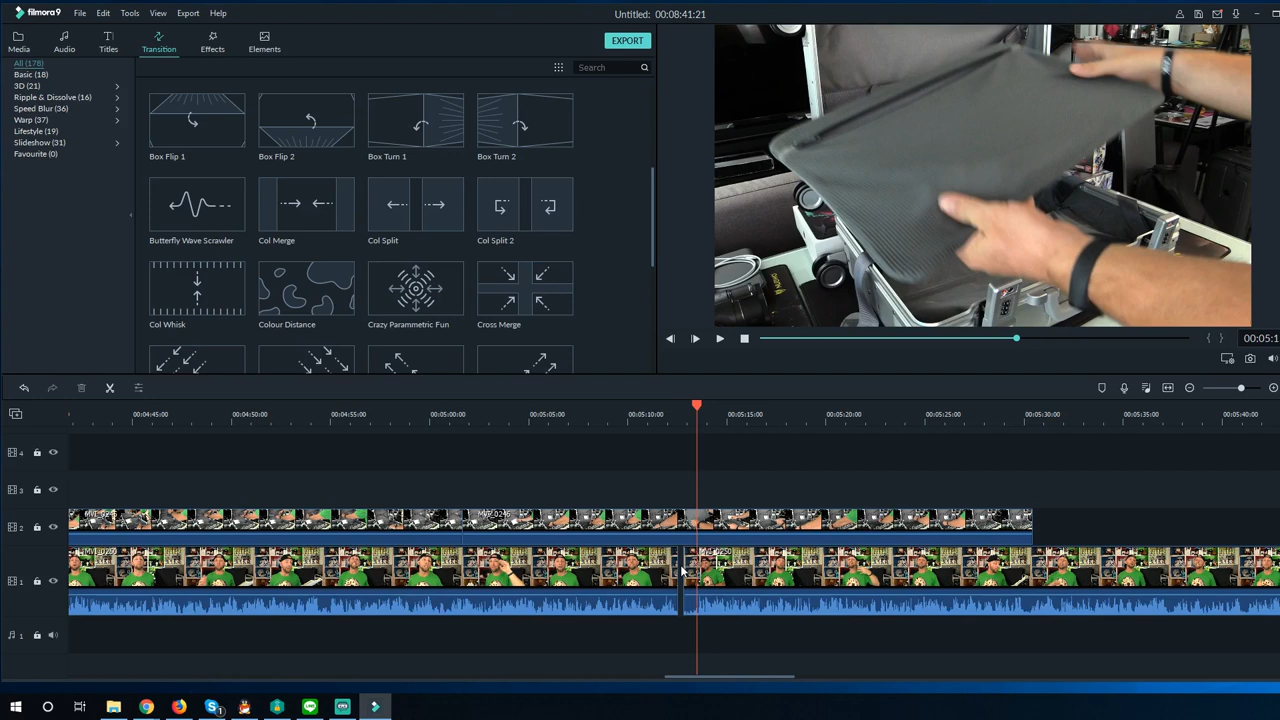 filmora9 File Edit Tools View Export Help Untitled: 00:08:41:21
Media Audio Titles Transition Effects Elements EXPORT
All (178)
Basic (18)
3D (21)
Ripple & Dissolve (16)
Speed Blur (36)
Warp (37)
Lifestyle (19)
Slideshow (31)
Favourite (0)
Search
Box Flip 1 Box Flip 2 Box Turn 1 Box Turn 2
Butterfly Wave Scrawler Col Merge Col Split Col Split 2
Col Whisk Colour Distance Crazy Parammetric Fun Cross Merge
00:05:1
00:04:45:00 00:04:50:00 00:04:55:00 00:05:00:00 00:05:05:00 00:05:10:00 00:05:15:00 00:05:20:00 00:05:25:00 00:05:30:00 00:05:35:00 00:05:40:00
4
3
2
1
1